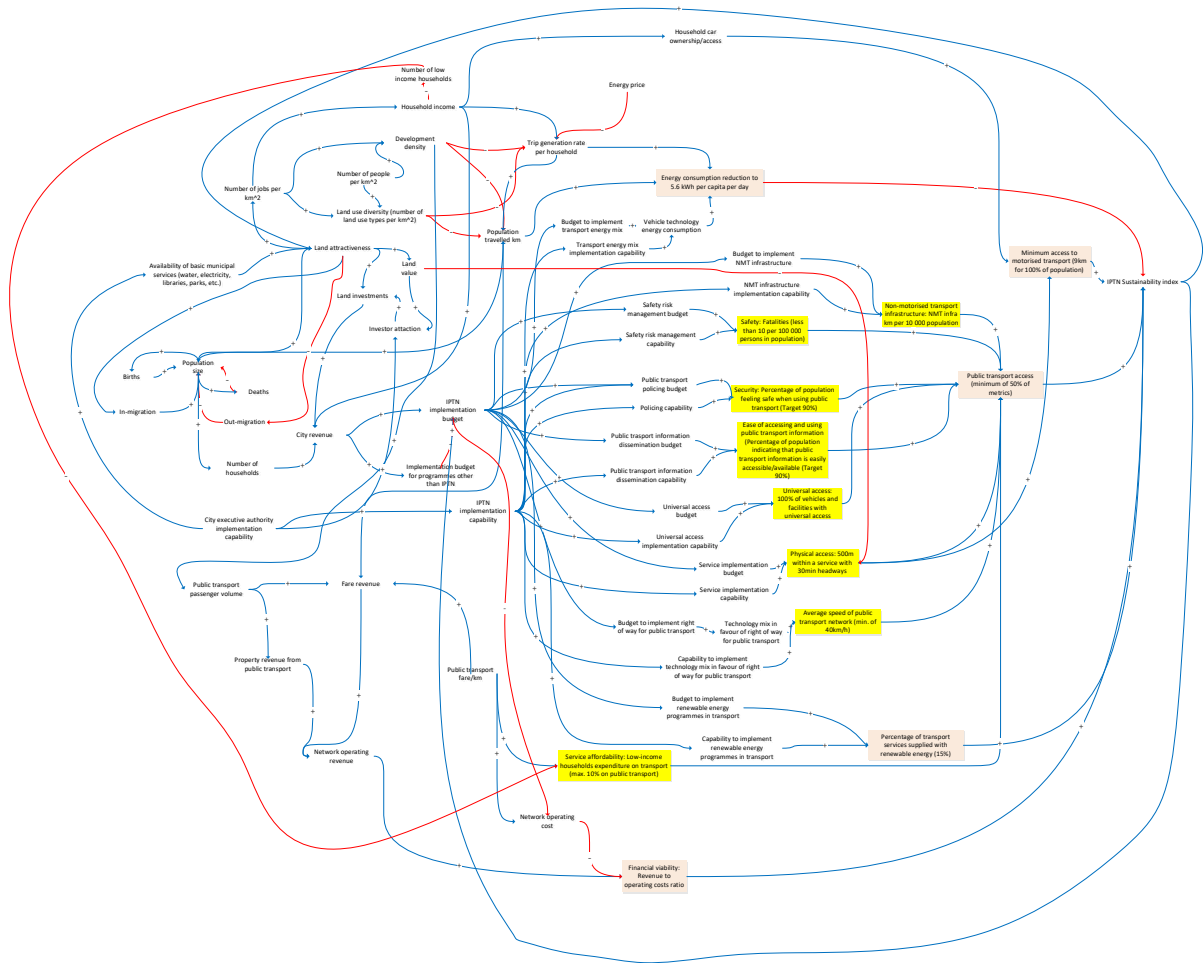 Household car
ownership/access
Number of low
income households
Energy price
Household income
Development
density
Trip generation rate
per household
Number of people
per km^2
Energy consumption reduction to
5.6 kWh per capita per day
Number of jobs per
km^2
Land use diversity (number of
land use types per km^2)
Population
travelled km
Budget to implement
transport energy mix
Vehicle technology
energy consumption
Land attractiveness
Transport energy mix
implementation capability
Budget to implement
NMT infrastructure
Minimum access to
motorised transport (9km
for 100% of population)
Availability of basic municipal
services (water, electricity,
libraries, parks, etc.)
Land
value
IPTN Sustainability index
Land investments
NMT infrastructure
implementation capability
Non-motorised transport
infrastructure: NMT infra
km per 10 000 population
Investor attaction
Safety risk
management budget
Safety risk management
capability
Safety: Fatalities (less
than 10 per 100 000
persons in population)
Population
size
Births
Deaths
Public transport
policing budget
Public transport access
(minimum of 50% of
metrics)
Security: Percentage of population
feeling safe when using public
transport (Target 90%)
In-migration
Out-migration
IPTN
implementation
budget
Policing capability
City revenue
Public trasport information
dissemination budget
Ease of accessing and using
public transport information
(Percentage of population
indicating that public
transport information is easily
accessible/available (Target
90%)
Number of
households
Implementation budget
for programmes other
than IPTN
Public transport information
dissemination capability
Universal access:
100% of vehicles and
facilities with
universal access
City executive authority
implementation
capability
IPTN
implementation
capability
Universal access
budget
Universal access
implementation capability
Physical access: 500m
within a service with
30min headways
Service implementation
budget
Public transport
passenger volume
Fare revenue
Service implementation
capability
Average speed of public
transport network (min. of
40km/h)
Budget to implement right
of way for public transport
Technology mix in
favour of right of way
for public transport
Property revenue from
public transport
Public transport
fare/km
Capability to implement
technology mix in favour of right
of way for public transport
Budget to implement
renewable energy
programmes in transport
Network operating
revenue
Capability to implement
renewable energy
programmes in transport
Percentage of transport
services supplied with
renewable energy (15%)
Service affordability: Low-income
households expenditure on transport
(max. 10% on public transport)
Network operating
cost
Financial viability:
Revenue to
operating costs ratio